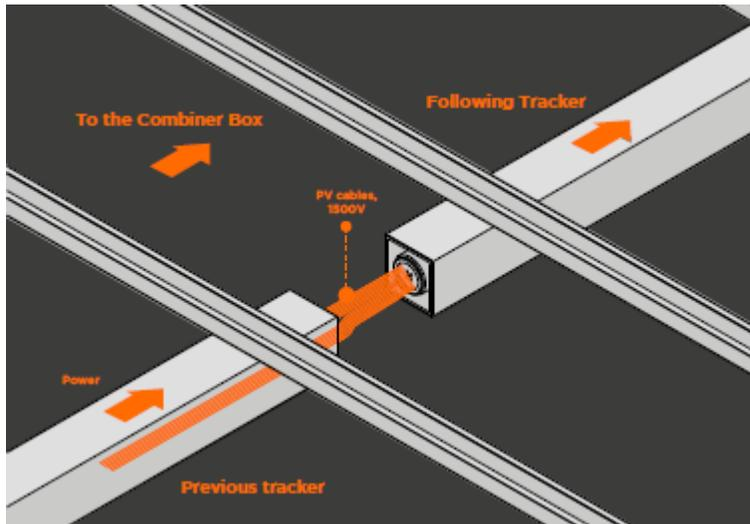 Following Tracker
To the Combiner Box
PV cables,
1500V
Power
Previous tracker